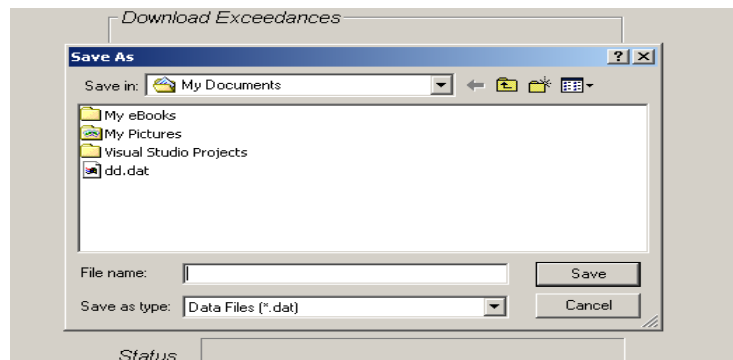 Download Exceedances
Save As
Save in: My Documents
My eBooks
My Pictures
Visual Studio Projects
dd.dat
File name: Save
Save as type: Data Files (*.dat) Cancel
Status